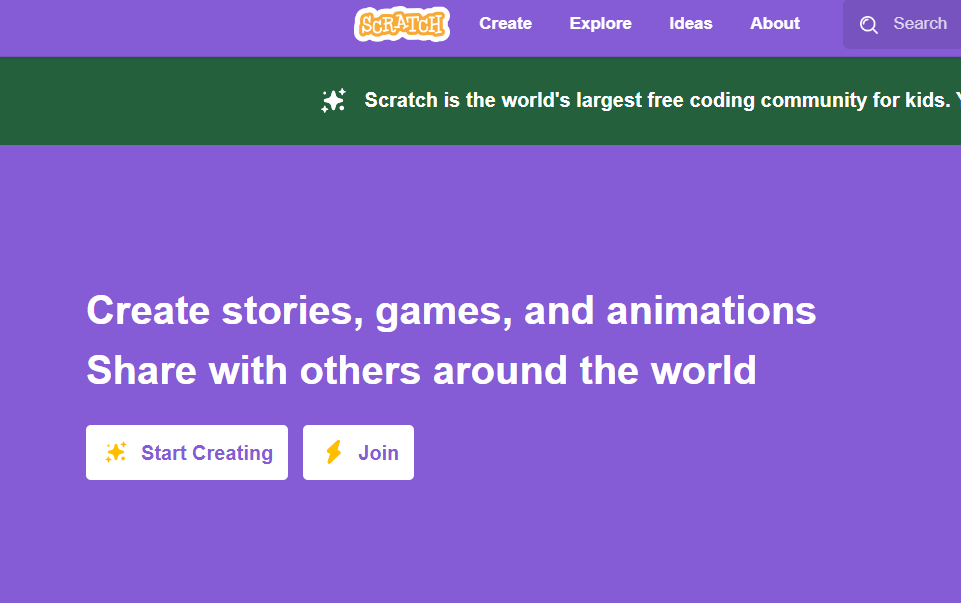 SCRATCH Create Explore Ideas About Search
Scratch is the world's largest free coding community for kids.
Create stories, games, and animations
Share with others around the world
Start Creating Join